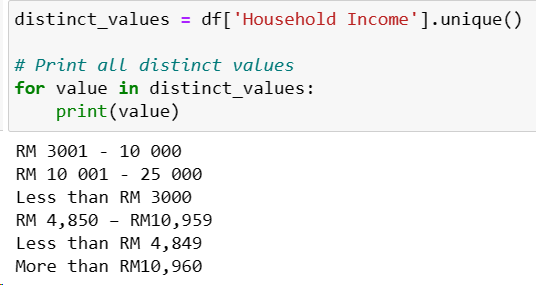 distinct_values = df['Household Income'].unique()
# Print all distinct values
for value in distinct_values:
    print(value)
RM 3001 - 10 000
RM 10 001 - 25 000
Less than RM 3000
RM 4,850 – RM10,959
Less than RM 4,849
More than RM10,960